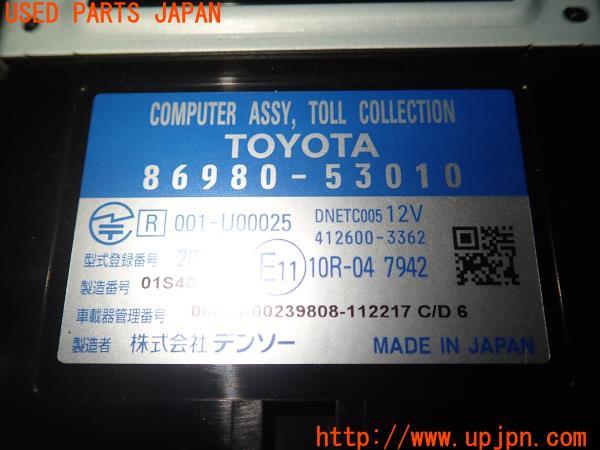 USED PARTS JAPAN
COMPUTER ASSY, TOLL COLLECTION
TOYOTA
86980-53010
R 001-U00025 DNETC005 12V
412600-3362
型式登録番号 E11 10R-04 7942
製造番号 01S40
車載器管理番号 00239808-112217 C/D 6
製造者 株式会社 デンソー MADE IN JAPAN
http://www.upjpn.com